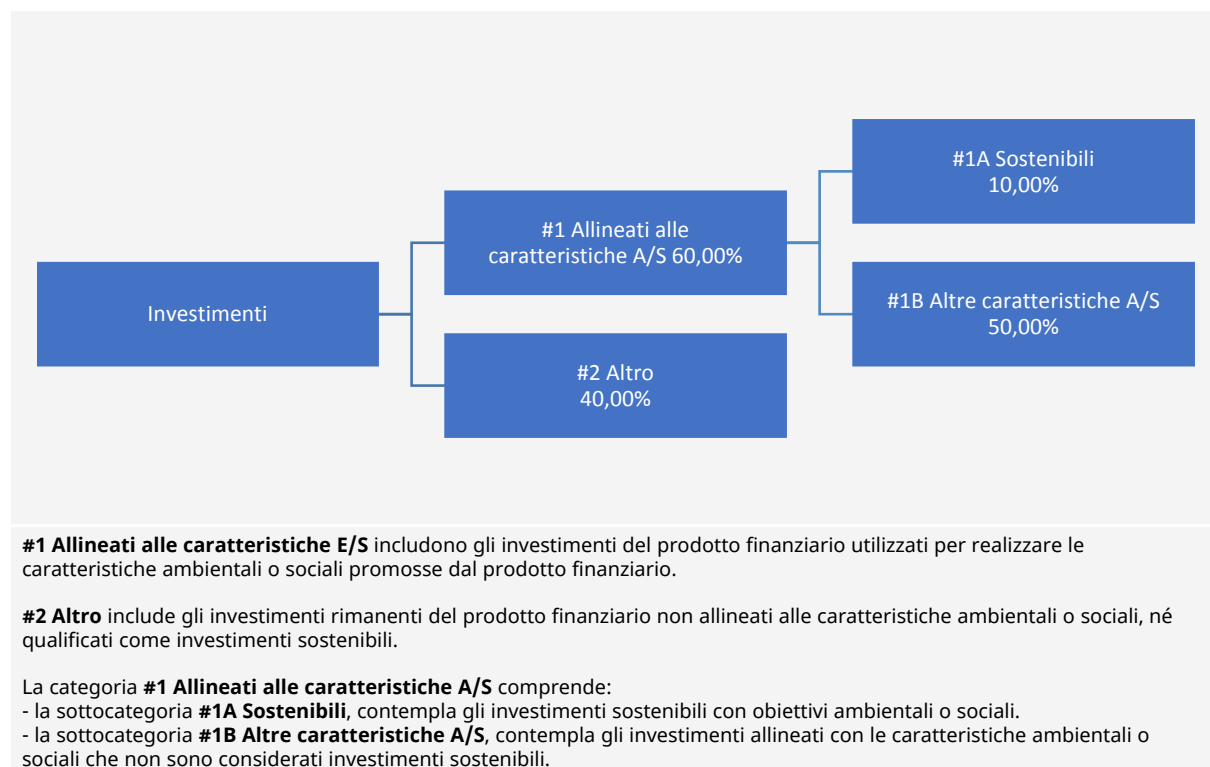 #1A Sostenibili
10,00%
#1 Allineati alle
caratteristiche A/S 60,00%
Investimenti
#1B Altre caratteristiche A/S
50,00%
#2 Altro
40,00%
#1 Allineati alle caratteristiche E/S includono gli investimenti del prodotto finanziario utilizzati per realizzare le
caratteristiche ambientali o sociali promosse dal prodotto finanziario.
#2 Altro include gli investimenti rimanenti del prodotto finanziario non allineati alle caratteristiche ambientali o sociali, né
qualificati come investimenti sostenibili.
La categoria #1 Allineati alle caratteristiche A/S comprende:
- la sottocategoria #1A Sostenibili, contempla gli investimenti sostenibili con obiettivi ambientali o sociali.
- la sottocategoria #1B Altre caratteristiche A/S, contempla gli investimenti allineati con le caratteristiche ambientali o
sociali che non sono considerati investimenti sostenibili.